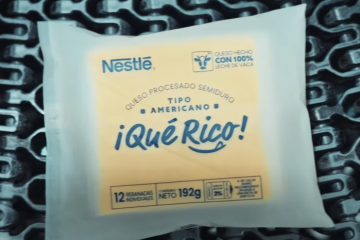 Nestlé
QUESO HECHO
CON 100%
LECHE DE VACA
QUESO PROCESADO SEMIDURO
TIPO
AMERICANO
¡Qué Rico!
12 REBANADAS
INDIVIDUALES
NETO 192g